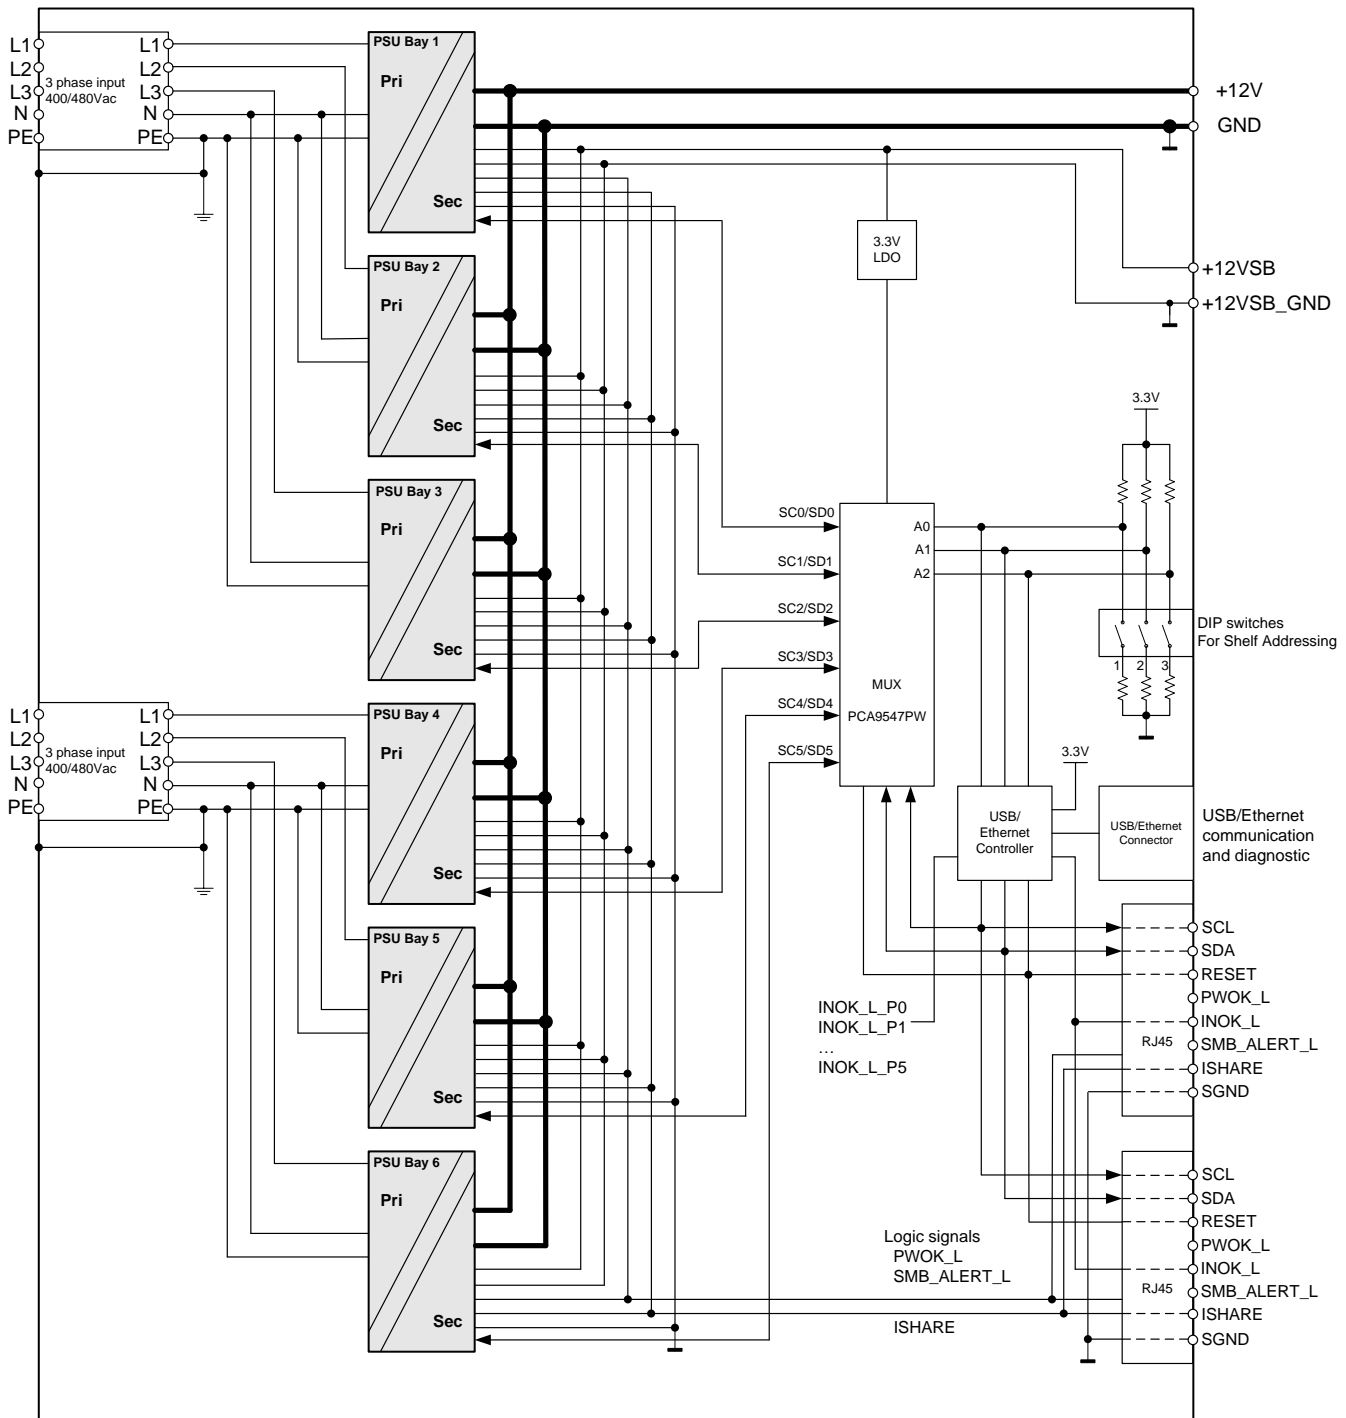 L1
L2
L3
N
PE
3 phase input
400/480Vac
L1
L2
L3
N
PE
PSU Bay 1
Pri
Sec
+12V
GND
3.3V
LDO
+12VSB
+12VSB_GND
PSU Bay 2
Pri
Sec
3.3V
PSU Bay 3
Pri
Sec
SC0/SD0
SC1/SD1
SC2/SD2
SC3/SD3
SC4/SD4
SC5/SD5
A0
A1
A2
MUX
PCA9547PW
DIP switches
For Shelf Addressing
1 2 3
L1
L2
L3
N
PE
3 phase input
400/480Vac
L1
L2
L3
N
PE
PSU Bay 4
Pri
Sec
3.3V
USB/
Ethernet
Controller
USB/Ethernet
Connector
USB/Ethernet
communication
and diagnostic
PSU Bay 5
Pri
Sec
INOK_L_P0
INOK_L_P1
...
INOK_L_P5
RJ45
SCL
SDA
RESET
PWOK_L
INOK_L
SMB_ALERT_L
ISHARE
SGND
PSU Bay 6
Pri
Sec
Logic signals
PWOK_L
SMB_ALERT_L
ISHARE
RJ45
SCL
SDA
RESET
PWOK_L
INOK_L
SMB_ALERT_L
ISHARE
SGND